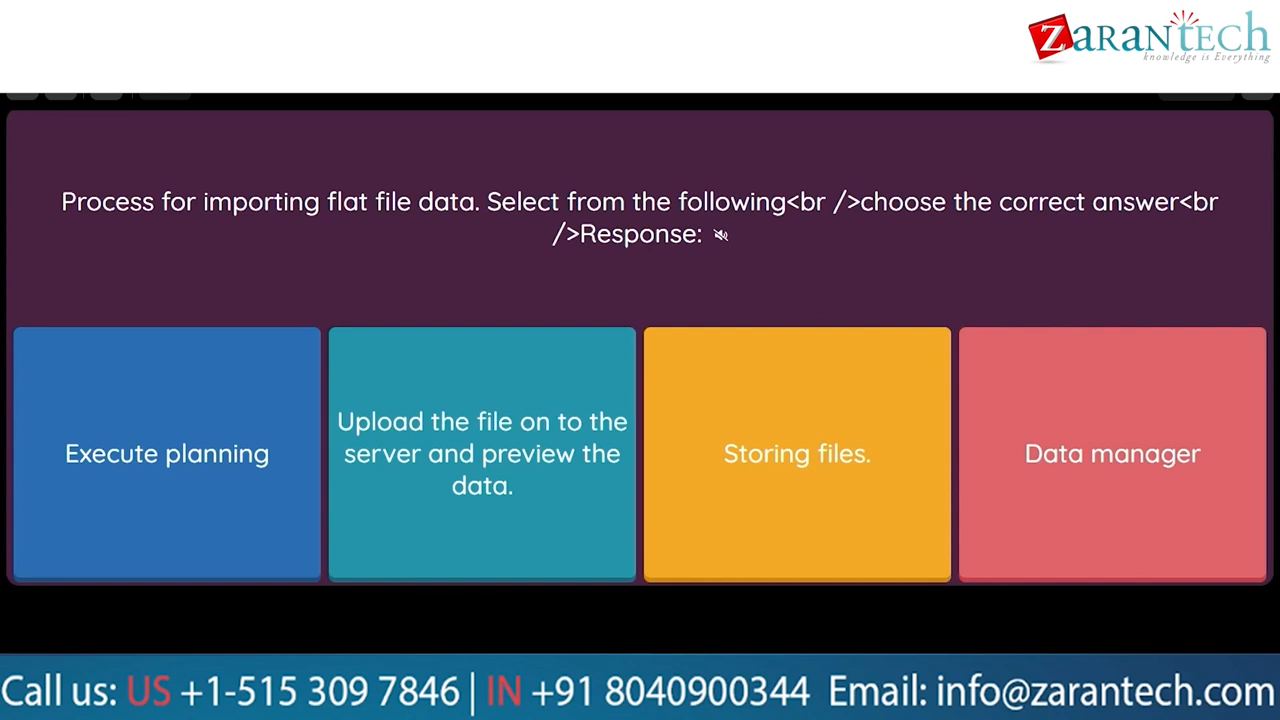 ZARANTECH
knowledge is Everything
Process for importing flat file data. Select from the following<br />choose the correct answer<br
/>Response:
Execute planning
Upload the file on to the
server and preview the
data.
Storing files.
Data manager
Call us: US +1-515 309 7846 | IN +91 8040900344 Email: info@zarantech.com